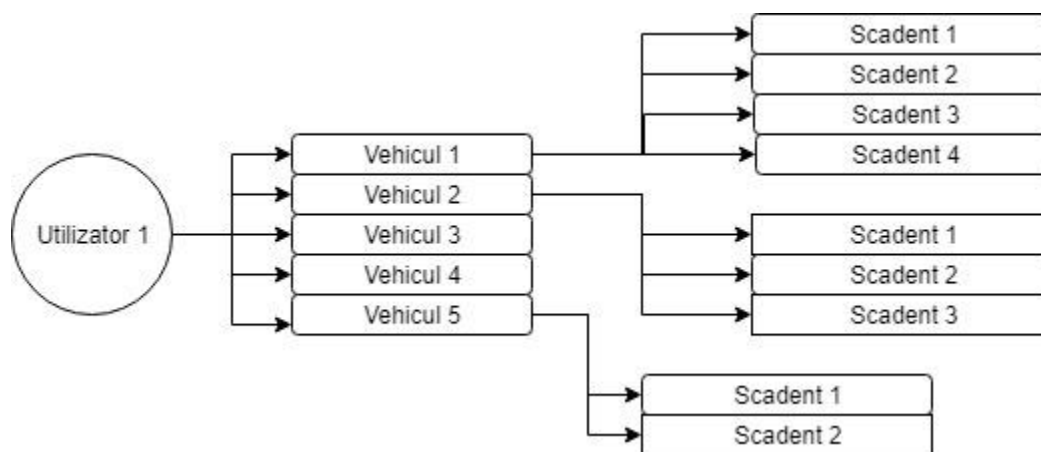 Utilizator 1
Vehicul 1
Vehicul 2
Vehicul 3
Vehicul 4
Vehicul 5
Scadent 1
Scadent 2
Scadent 3
Scadent 4
Scadent 1
Scadent 2
Scadent 3
Scadent 1
Scadent 2